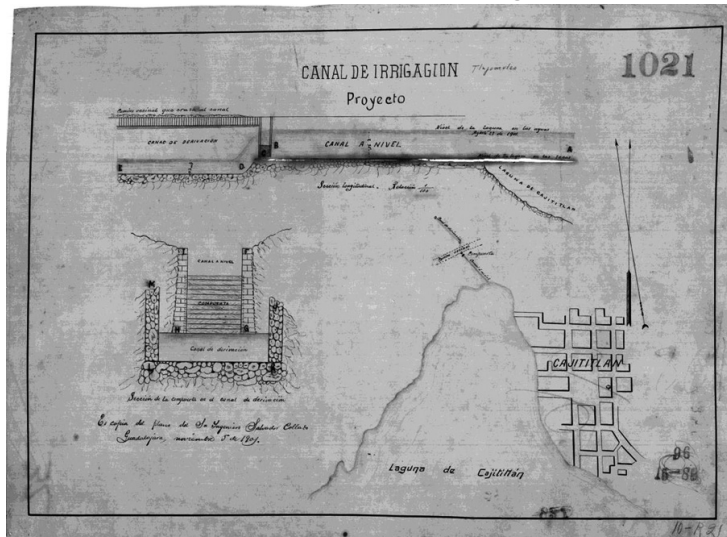 CANAL DE IRRIGACION
Proyecto
1021
Nivel de la laguna en las aguas
CANAL DE DERIVACIÓN
CANAL A NIVEL
A
B
C
D
E
LAGUNA DE CAJITITLAN
Sección longitudinal.
CANAL A NIVEL
COMPUERTA
Canal de derivación
Sección de la compuerta en el canal de derivación
Es copia del plano del Sr Ingeniero Salvador Collado
Guadalajara, noviembre 5 de 1901.
CAJITITLAN
Laguna de Cajititlán
96
15-88
10-R 21